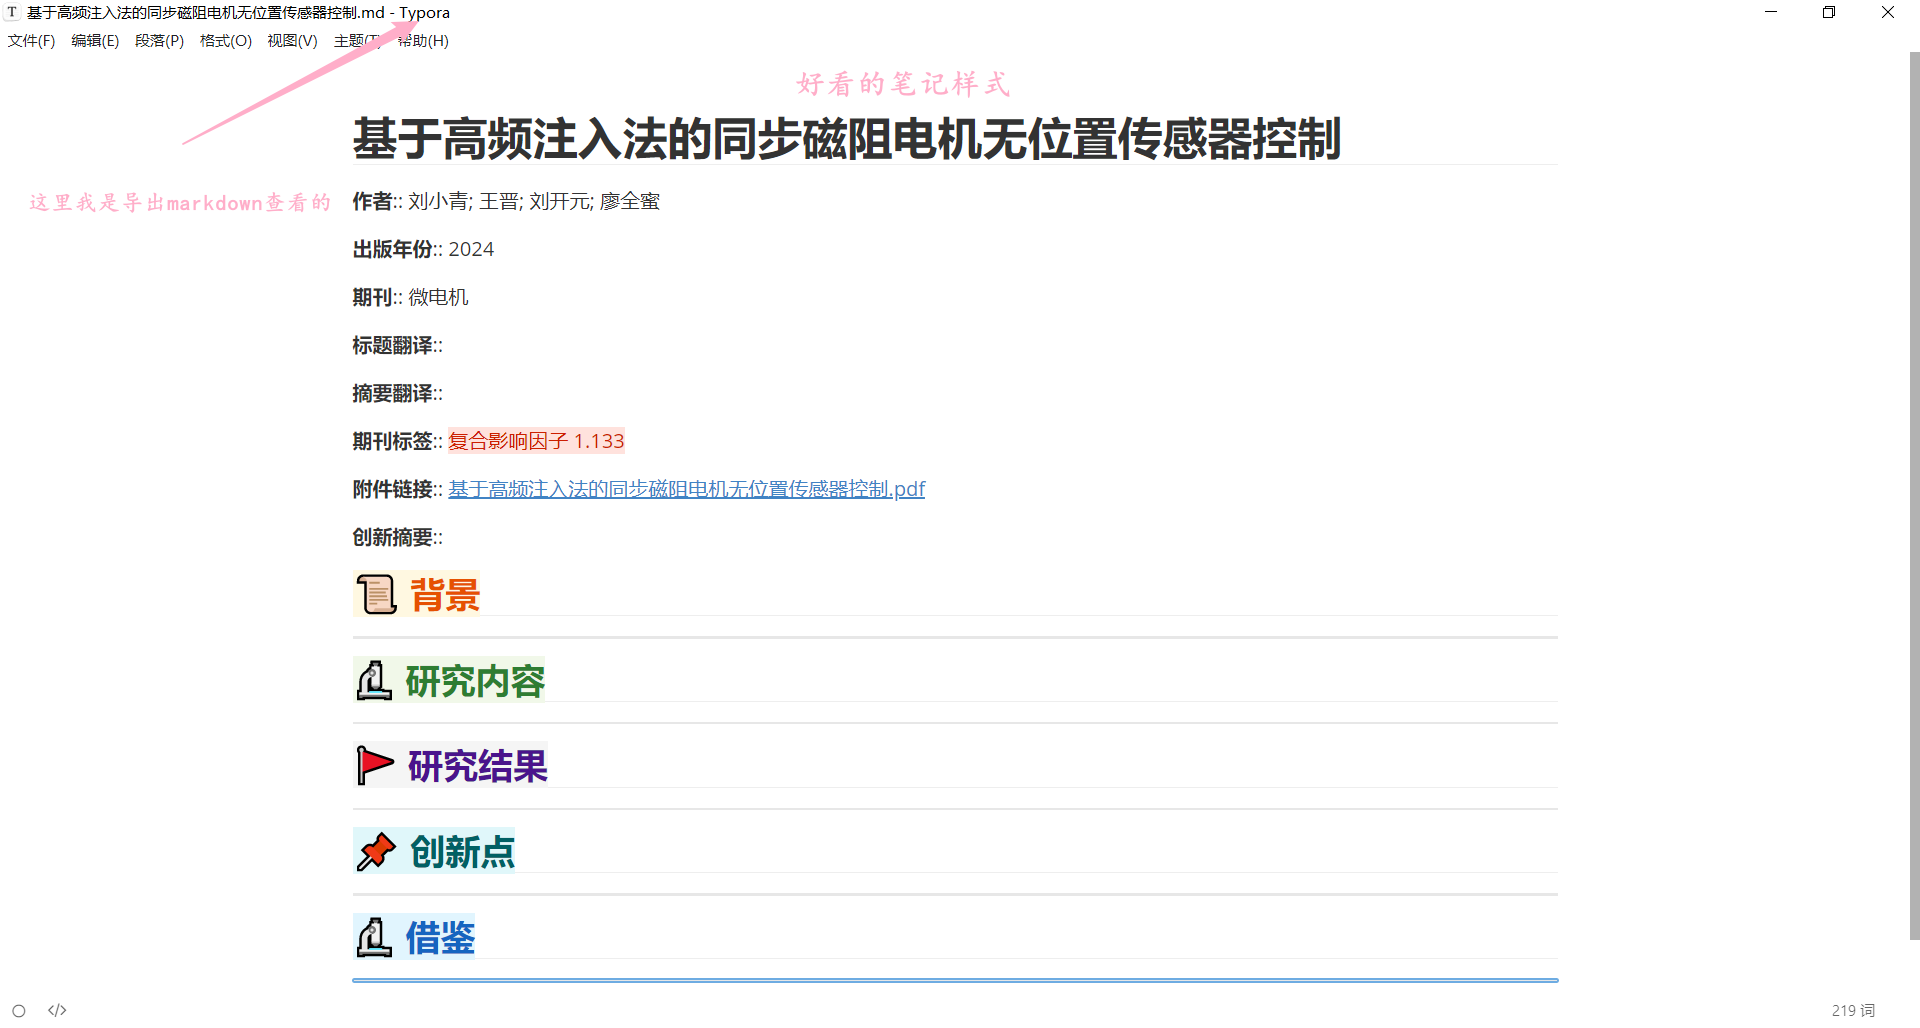 基于高频注入法的同步磁阻电机无位置传感器控制.md - Typora
文件(F) 编辑(E) 段落(P) 格式(O) 视图(V) 主题(T) 帮助(H)
好看的笔记样式
基于高频注入法的同步磁阻电机无位置传感器控制
这里我是导出markdown查看的
作者:: 刘小青; 王晋; 刘开元; 廖全蜜
出版年份:: 2024
期刊:: 微电机
标题翻译::
摘要翻译::
期刊标签:: 复合影响因子 1.133
附件链接:: 基于高频注入法的同步磁阻电机无位置传感器控制.pdf
创新摘要::
📜 背景
🔬 研究内容
🚩 研究结果
📌 创新点
🔬 借鉴
</> 219 词